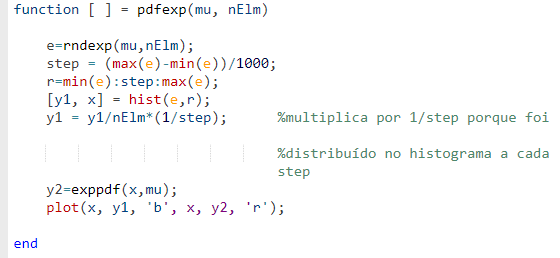 function [ ] = pdfexp(mu, nElm)
e=rndexp(mu,nElm);
step = (max(e)-min(e))/1000;
r=min(e):step:max(e);
[y1, x] = hist(e,r);
y1 = y1/nElm*(1/step); %multiplica por 1/step porque foi
%distribuído no histograma a cada
step
y2=exppdf(x,mu);
plot(x, y1, 'b', x, y2, 'r');
end